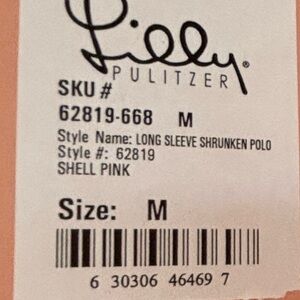 Lilly
PULITZER®
SKU #
62819-668 M
Style Name: LONG SLEEVE SHRUNKEN POLO
Style #: 62819
SHELL PINK
Size: M
6 30306 46469 7